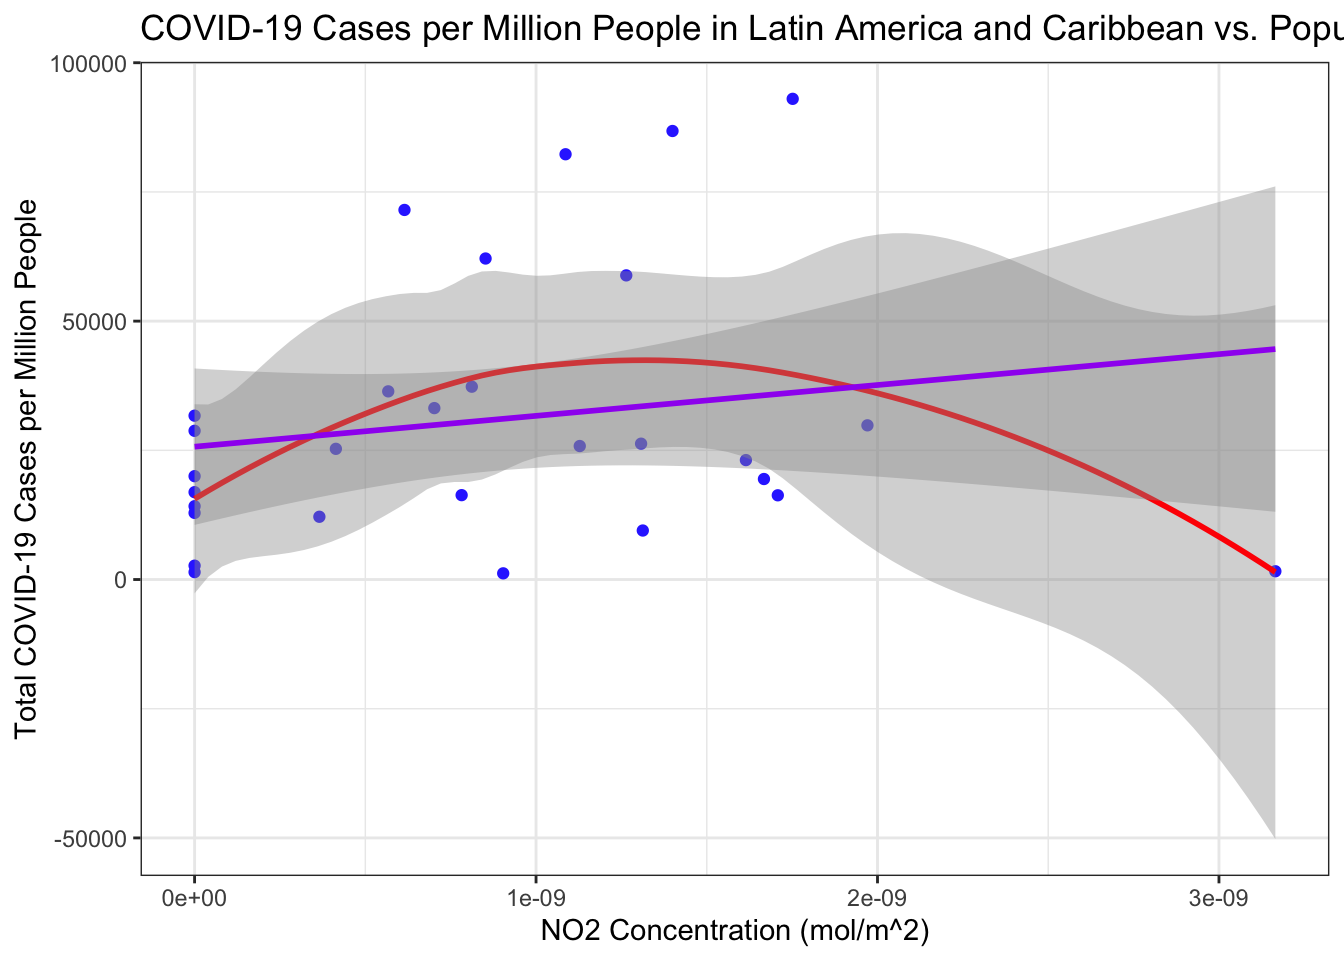 COVID-19 Cases per Million People in Latin America and Caribbean vs.
Total COVID-19 Cases per Million People
100000
50000
0
-50000
0e+00
1e-09
2e-09
3e-09
NO2 Concentration (mol/m^2)